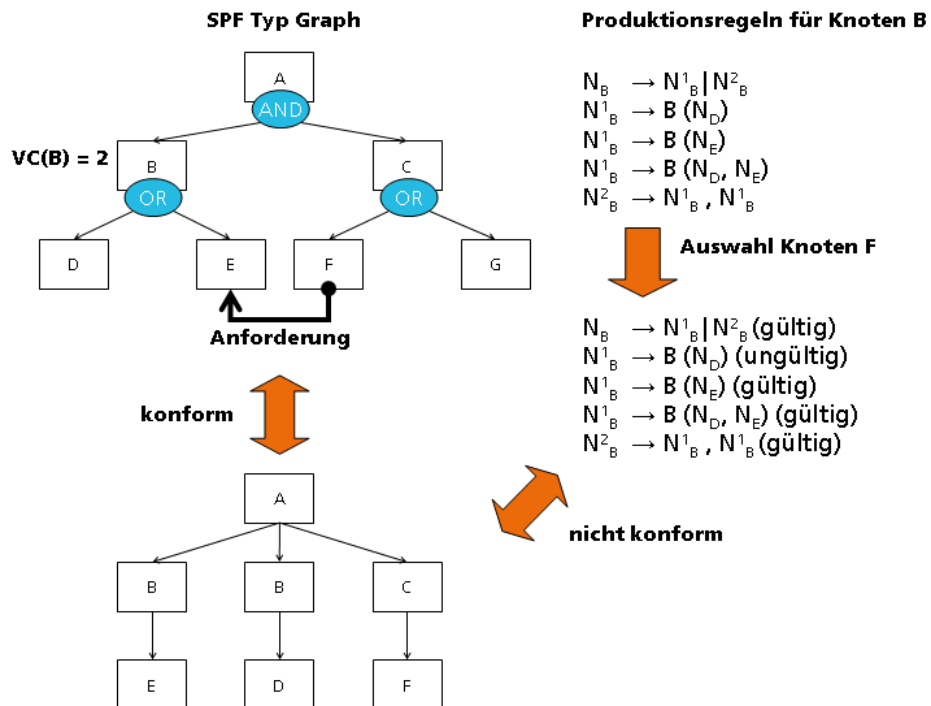 SPF Typ Graph
A
AND
VC(B) = 2
B
OR
C
OR
D
E
F
G
Anforderung
konform
A
B
B
C
E
D
F
Produktionsregeln für Knoten B
N_B → N¹_B | N²_B
N¹_B → B (N_D)
N¹_B → B (N_E)
N¹_B → B (N_D, N_E)
N²_B → N¹_B , N¹_B
Auswahl Knoten F
N_B → N¹_B | N²_B (gültig)
N¹_B → B (N_D) (ungültig)
N¹_B → B (N_E) (gültig)
N¹_B → B (N_D, N_E) (gültig)
N²_B → N¹_B , N¹_B (gültig)
nicht konform